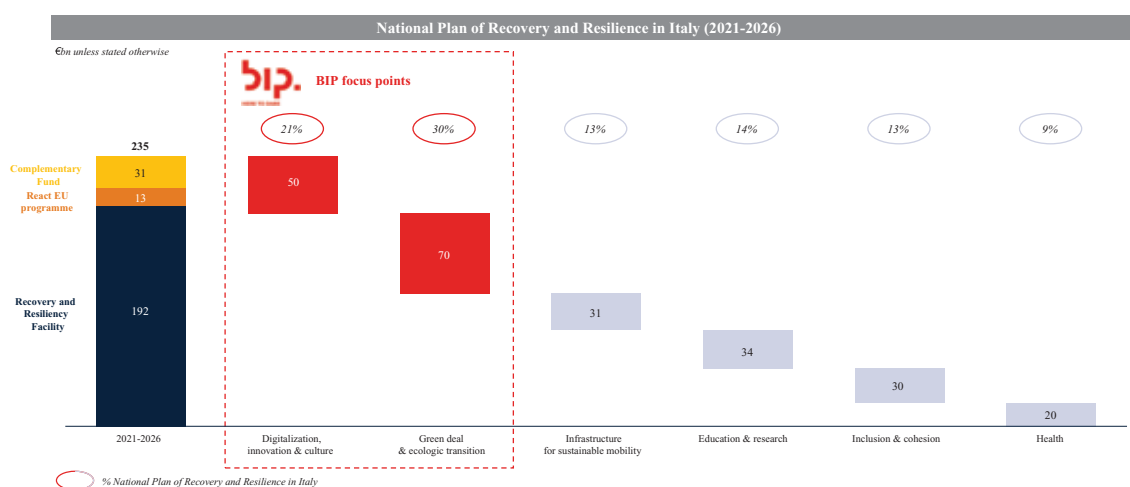 National Plan of Recovery and Resilience in Italy (2021-2026)
€bn unless stated otherwise
bip.
BIP focus points
21%
30%
13%
14%
13%
9%
235
Complementary
Fund
31
React EU
programme
13
Recovery and
Resiliency
Facility
192
50
70
31
34
30
20
2021-2026
Digitalization,
innovation & culture
Green deal
& ecologic transition
Infrastructure
for sustainable mobility
Education & research
Inclusion & cohesion
Health
% National Plan of Recovery and Resilience in Italy